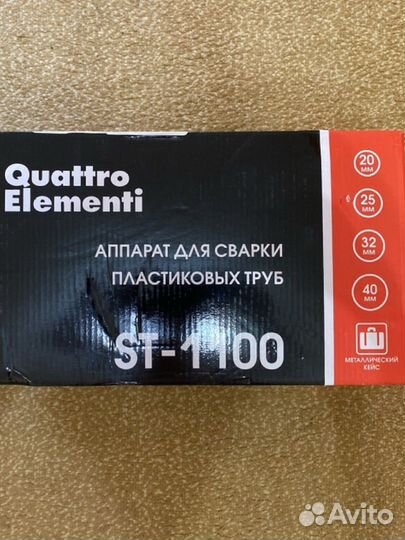 Quattro
Elementi
АППАРАТ ДЛЯ СВАРКИ
ПЛАСТИКОВЫХ ТРУБ
ST-1100
20
ММ
25
ММ
32
ММ
40
ММ
МЕТАЛЛИЧЕСКИЙ
КЕЙС
Avito